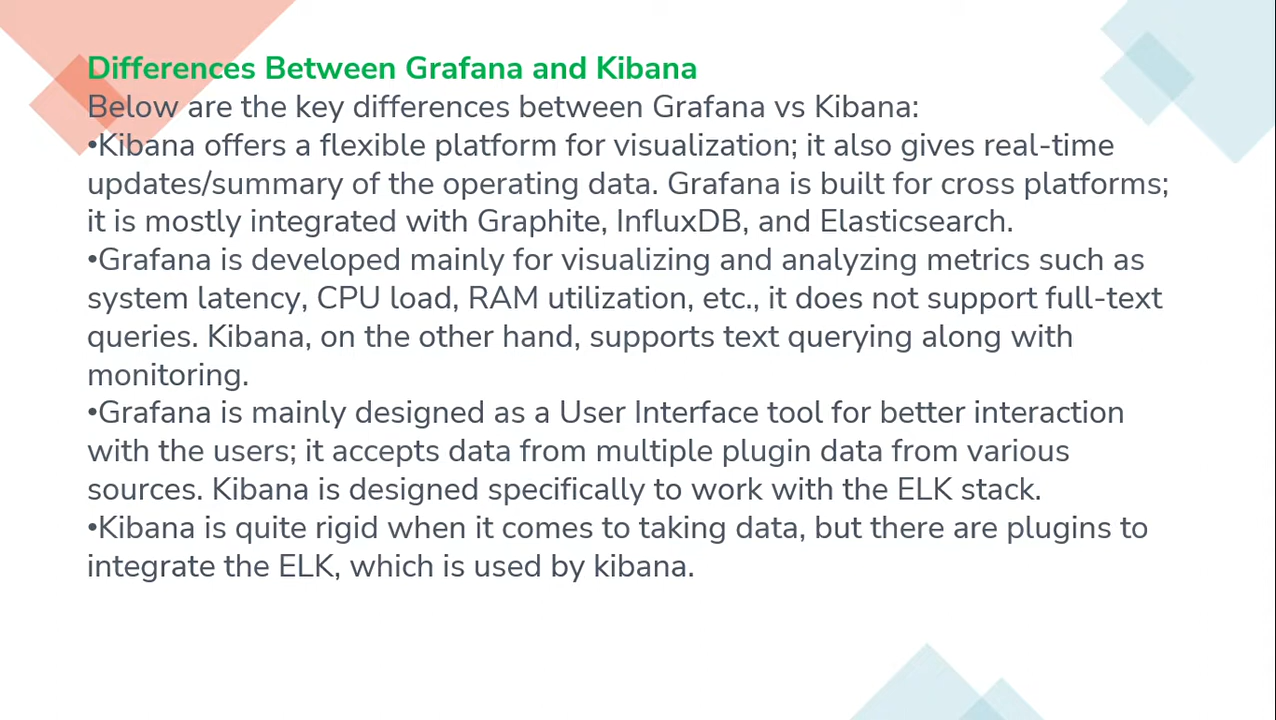 Differences Between Grafana and Kibana
Below are the key differences between Grafana vs Kibana:
•Kibana offers a flexible platform for visualization; it also gives real-time
updates/summary of the operating data. Grafana is built for cross platforms;
it is mostly integrated with Graphite, InfluxDB, and Elasticsearch.
•Grafana is developed mainly for visualizing and analyzing metrics such as
system latency, CPU load, RAM utilization, etc., it does not support full-text
queries. Kibana, on the other hand, supports text querying along with
monitoring.
•Grafana is mainly designed as a User Interface tool for better interaction
with the users; it accepts data from multiple plugin data from various
sources. Kibana is designed specifically to work with the ELK stack.
•Kibana is quite rigid when it comes to taking data, but there are plugins to
integrate the ELK, which is used by kibana.